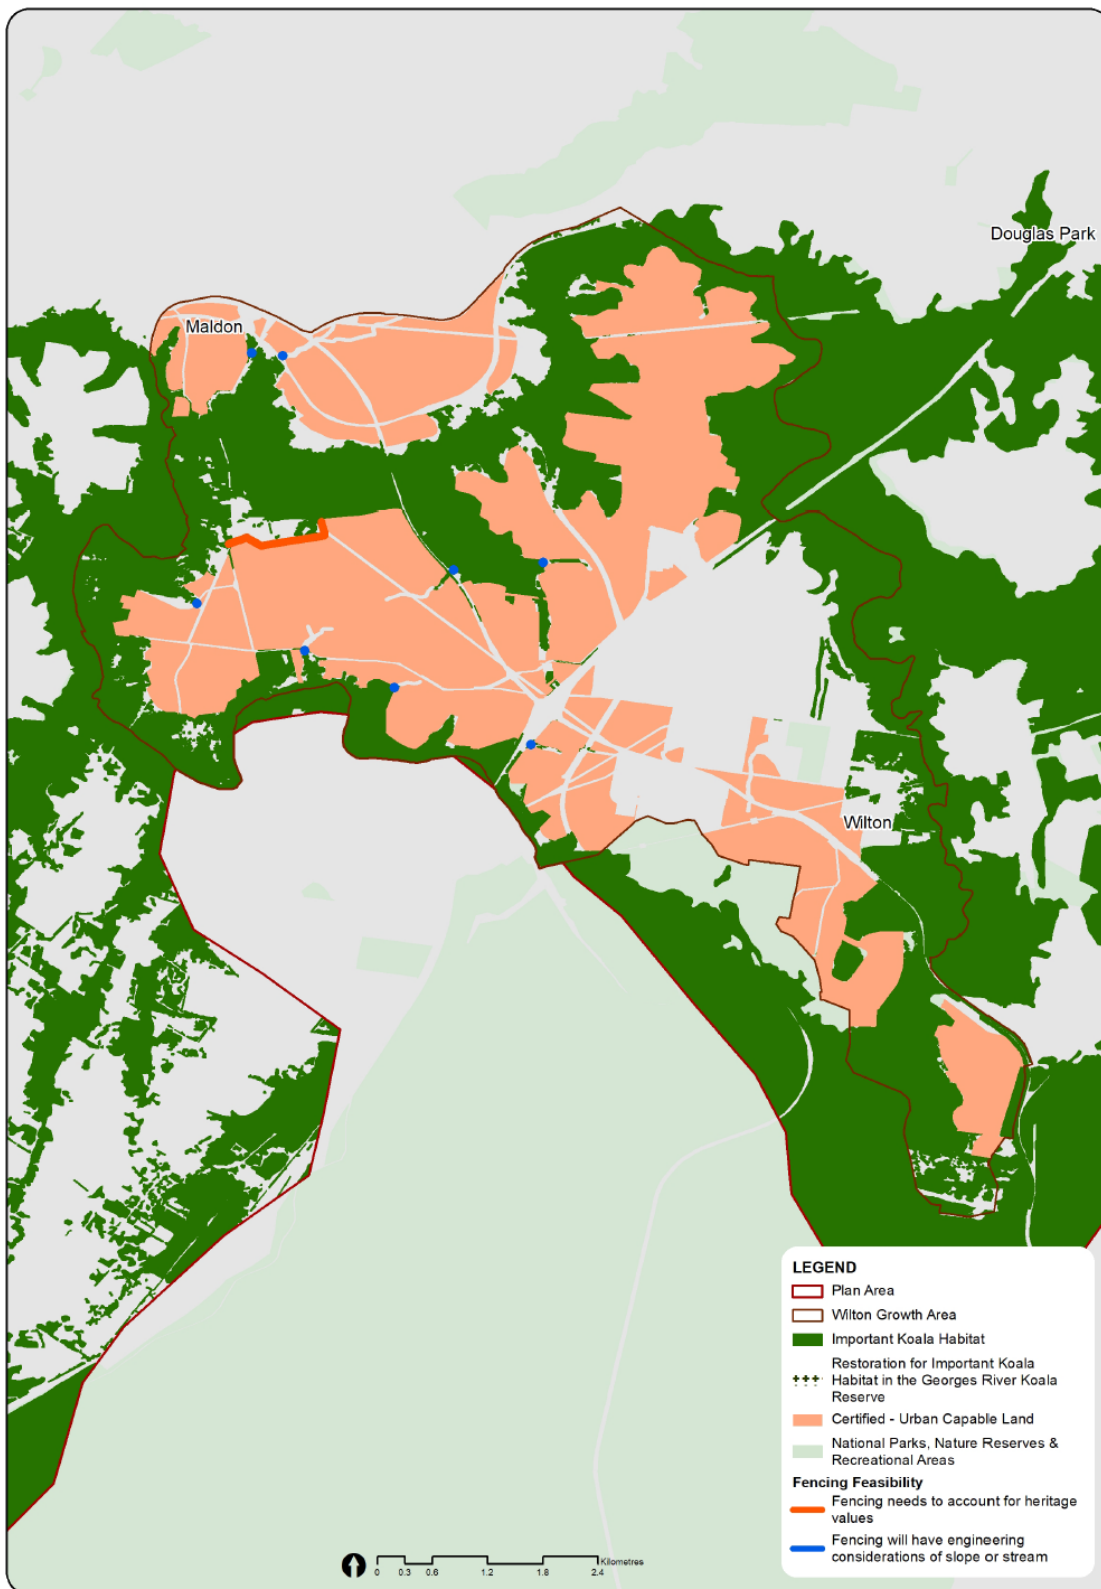 Douglas Park
Maldon
Wilton
LEGEND
Plan Area
Wilton Growth Area
Important Koala Habitat
Restoration for Important Koala
Habitat in the Georges River Koala
Reserve
Certified - Urban Capable Land
National Parks, Nature Reserves &
Recreational Areas
Fencing Feasibility
Fencing needs to account for heritage
values
Fencing will have engineering
considerations of slope or stream
Kilometres
0 0.3 0.6 1.2 1.8 2.4